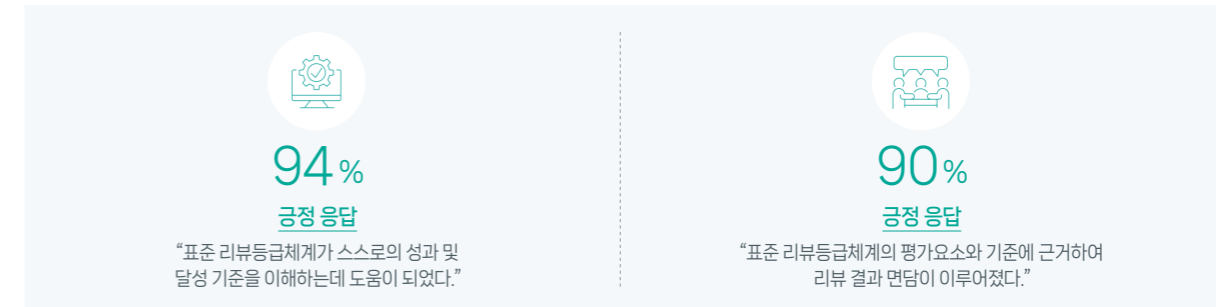 94 %
긍정 응답
“표준 리뷰등급체계가 스스로의 성과 및
달성 기준을 이해하는데 도움이 되었다.”
90 %
긍정 응답
“표준 리뷰등급체계의 평가요소와 기준에 근거하여
리뷰 결과 면담이 이루어졌다.”